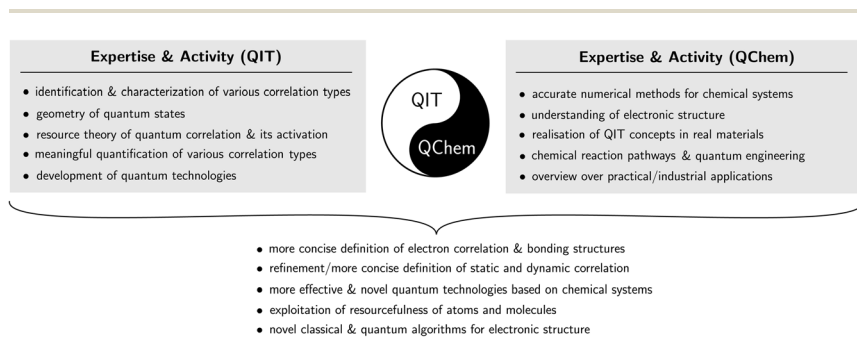 Expertise & Activity (QIT)
• identification & characterization of various correlation types
• geometry of quantum states
• resource theory of quantum correlation & its activation
• meaningful quantification of various correlation types
• development of quantum technologies
QIT
QChem
Expertise & Activity (QChem)
• accurate numerical methods for chemical systems
• understanding of electronic structure
• realisation of QIT concepts in real materials
• chemical reaction pathways & quantum engineering
• overview over practical/industrial applications
• more concise definition of electron correlation & bonding structures
• refinement/more concise definition of static and dynamic correlation
• more effective & novel quantum technologies based on chemical systems
• exploitation of resourcefulness of atoms and molecules
• novel classical & quantum algorithms for electronic structure